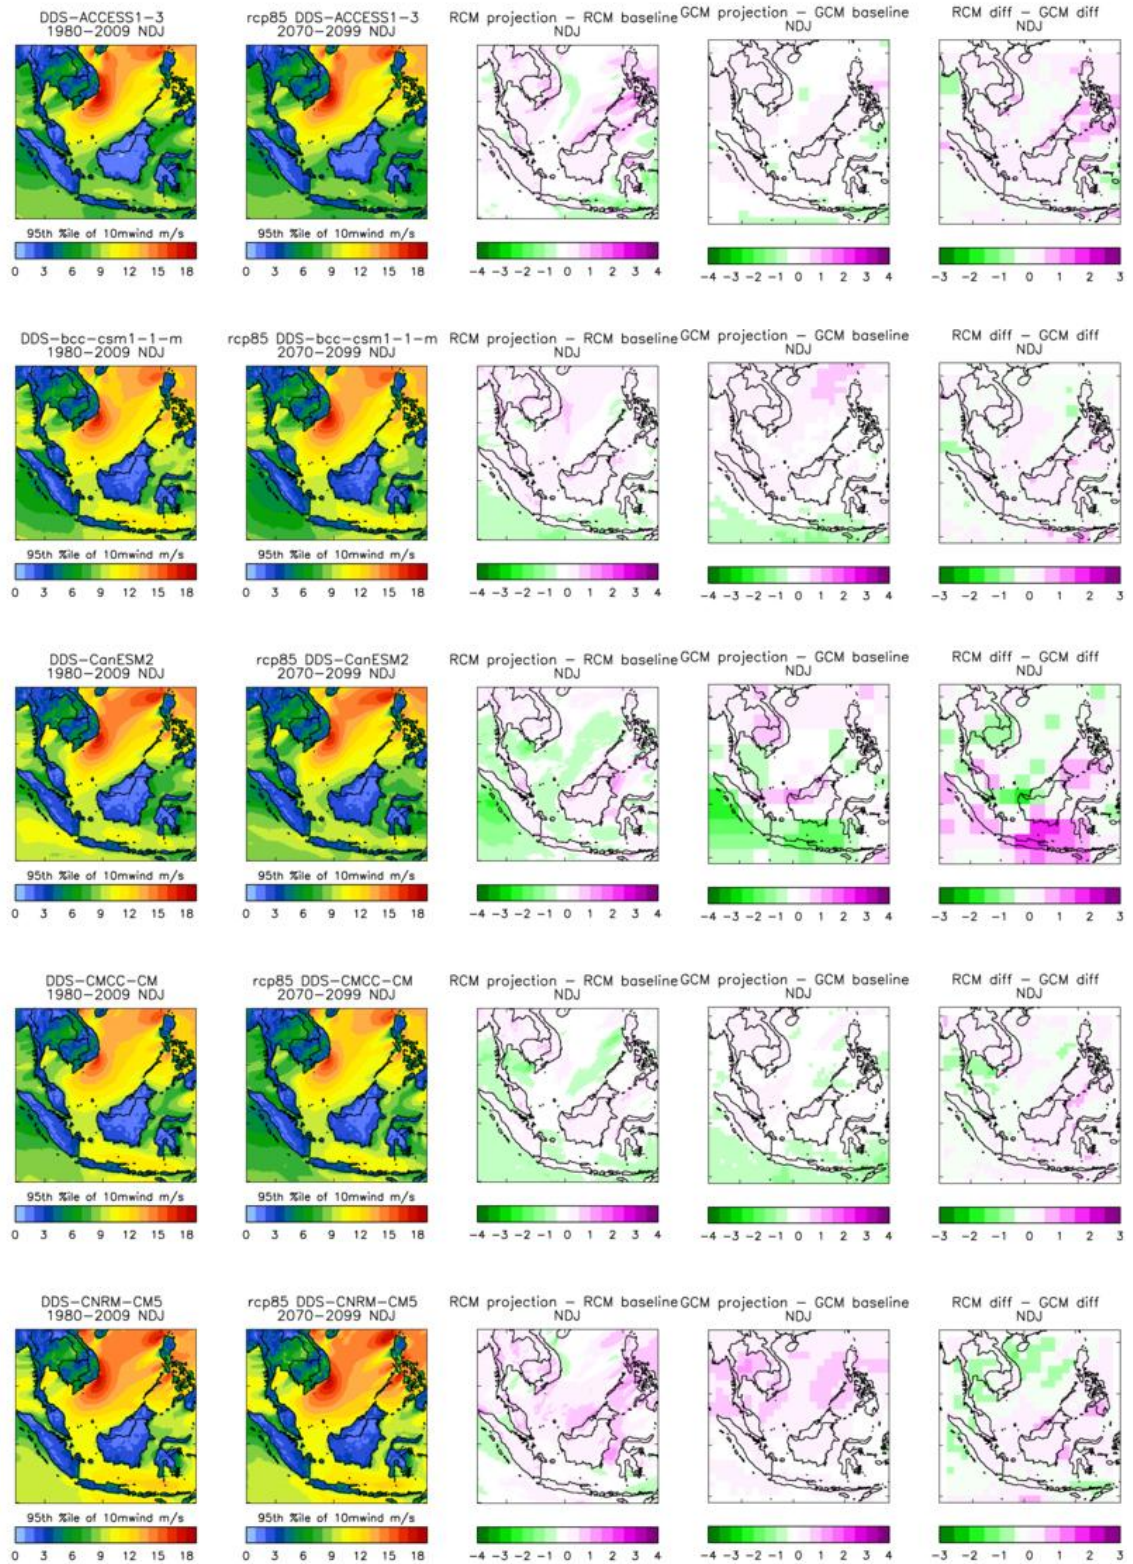 DDS-ACCESS1-3
1980-2009 NDJ
rcp85 DDS-ACCESS1-3
2070-2099 NDJ
RCM projection - RCM baseline
NDJ
GCM projection - GCM baseline
NDJ
RCM diff - GCM diff
NDJ
95th %ile of 10mwind m/s
95th %ile of 10mwind m/s
0 3 6 9 12 15 18
0 3 6 9 12 15 18
-4 -3 -2 -1 0 1 2 3 4
-4 -3 -2 -1 0 1 2 3 4
-3 -2 -1 0 1 2 3
DDS-bcc-csm1-1-m
1980-2009 NDJ
rcp85 DDS-bcc-csm1-1-m
2070-2099 NDJ
RCM projection - RCM baseline
NDJ
GCM projection - GCM baseline
NDJ
RCM diff - GCM diff
NDJ
95th %ile of 10mwind m/s
95th %ile of 10mwind m/s
0 3 6 9 12 15 18
0 3 6 9 12 15 18
-4 -3 -2 -1 0 1 2 3 4
-4 -3 -2 -1 0 1 2 3 4
-3 -2 -1 0 1 2 3
DDS-CanESM2
1980-2009 NDJ
rcp85 DDS-CanESM2
2070-2099 NDJ
RCM projection - RCM baseline
NDJ
GCM projection - GCM baseline
NDJ
RCM diff - GCM diff
NDJ
95th %ile of 10mwind m/s
95th %ile of 10mwind m/s
0 3 6 9 12 15 18
0 3 6 9 12 15 18
-4 -3 -2 -1 0 1 2 3 4
-4 -3 -2 -1 0 1 2 3 4
-3 -2 -1 0 1 2 3
DDS-CMCC-CM
1980-2009 NDJ
rcp85 DDS-CMCC-CM
2070-2099 NDJ
RCM projection - RCM baseline
NDJ
GCM projection - GCM baseline
NDJ
RCM diff - GCM diff
NDJ
95th %ile of 10mwind m/s
95th %ile of 10mwind m/s
0 3 6 9 12 15 18
0 3 6 9 12 15 18
-4 -3 -2 -1 0 1 2 3 4
-4 -3 -2 -1 0 1 2 3 4
-3 -2 -1 0 1 2 3
DDS-CNRM-CM5
1980-2009 NDJ
rcp85 DDS-CNRM-CM5
2070-2099 NDJ
RCM projection - RCM baseline
NDJ
GCM projection - GCM baseline
NDJ
RCM diff - GCM diff
NDJ
95th %ile of 10mwind m/s
95th %ile of 10mwind m/s
0 3 6 9 12 15 18
0 3 6 9 12 15 18
-4 -3 -2 -1 0 1 2 3 4
-4 -3 -2 -1 0 1 2 3 4
-3 -2 -1 0 1 2 3